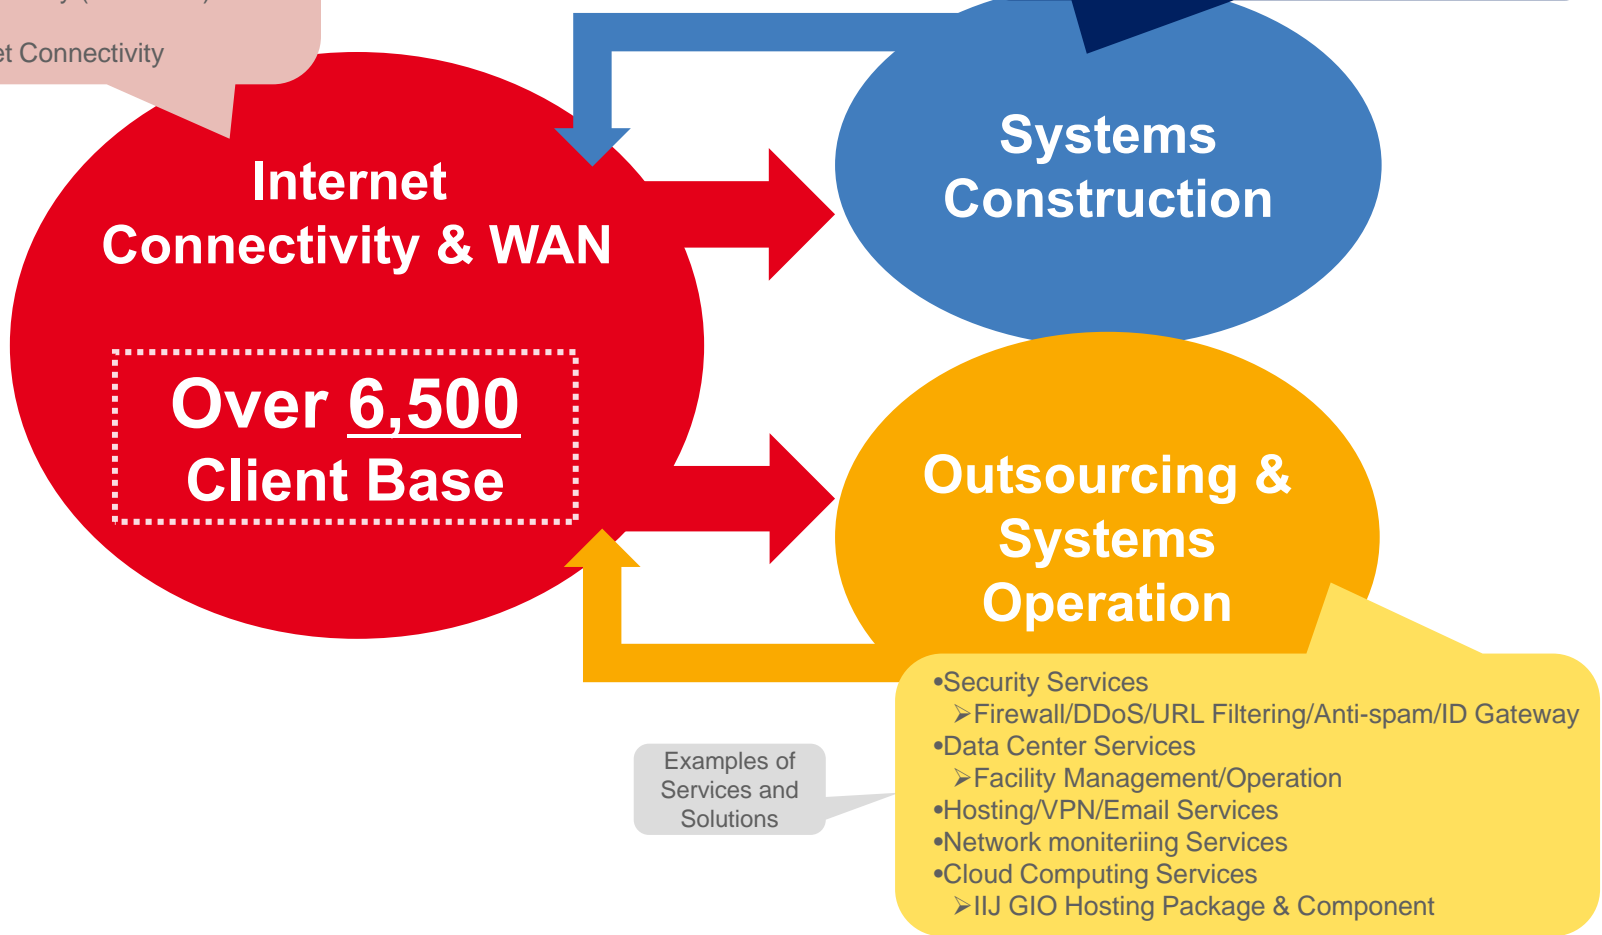 Connectivity
Internet
Connectivity & WAN
Over 6,500
Client Base
Systems
Construction
Outsourcing &
Systems
Operation
•Security Services
➢Firewall/DDoS/URL Filtering/Anti-spam/ID Gateway
•Data Center Services
➢Facility Management/Operation
•Hosting/VPN/Email Services
•Network moniteriing Services
•Cloud Computing Services
➢IIJ GIO Hosting Package & Component
Examples of
Services and
Solutions